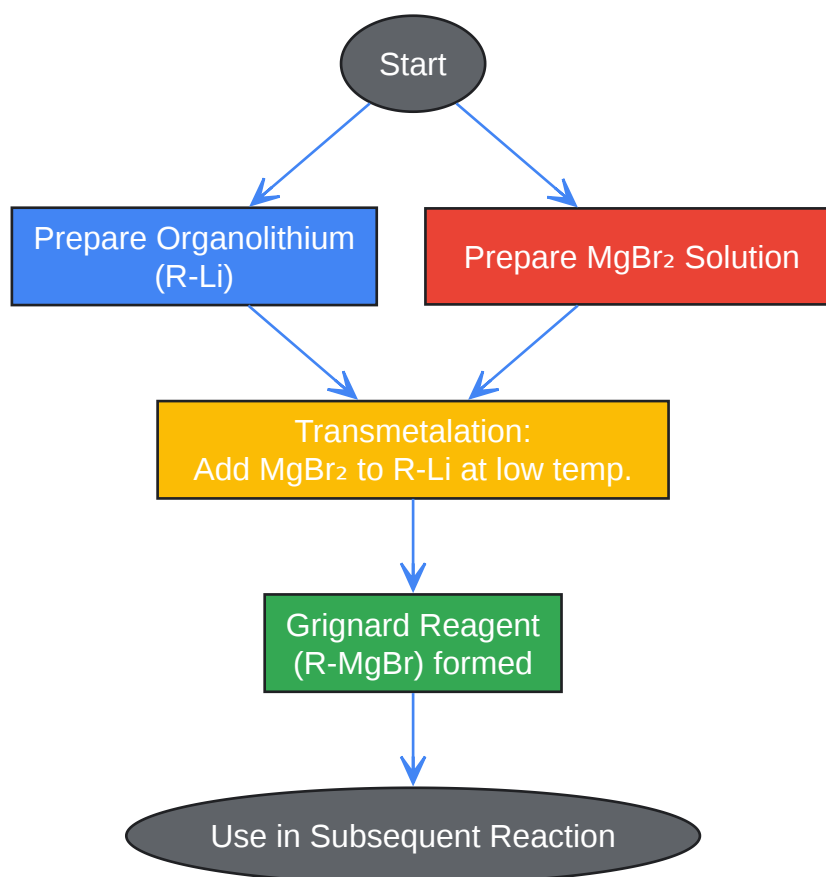 Start
Prepare Organolithium
(R-Li)
Prepare MgBr₂ Solution
Transmetalation:
Add MgBr₂ to R-Li at low temp.
Grignard Reagent
(R-MgBr) formed
Use in Subsequent Reaction